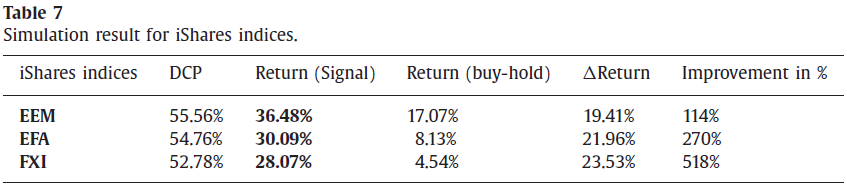 Table 7
Simulation result for iShares indices.
iShares indices DCP Return (Signal) Return (buy-hold) ΔReturn Improvement in %
EEM 55.56% 36.48% 17.07% 19.41% 114%
EFA 54.76% 30.09% 8.13% 21.96% 270%
FXI 52.78% 28.07% 4.54% 23.53% 518%